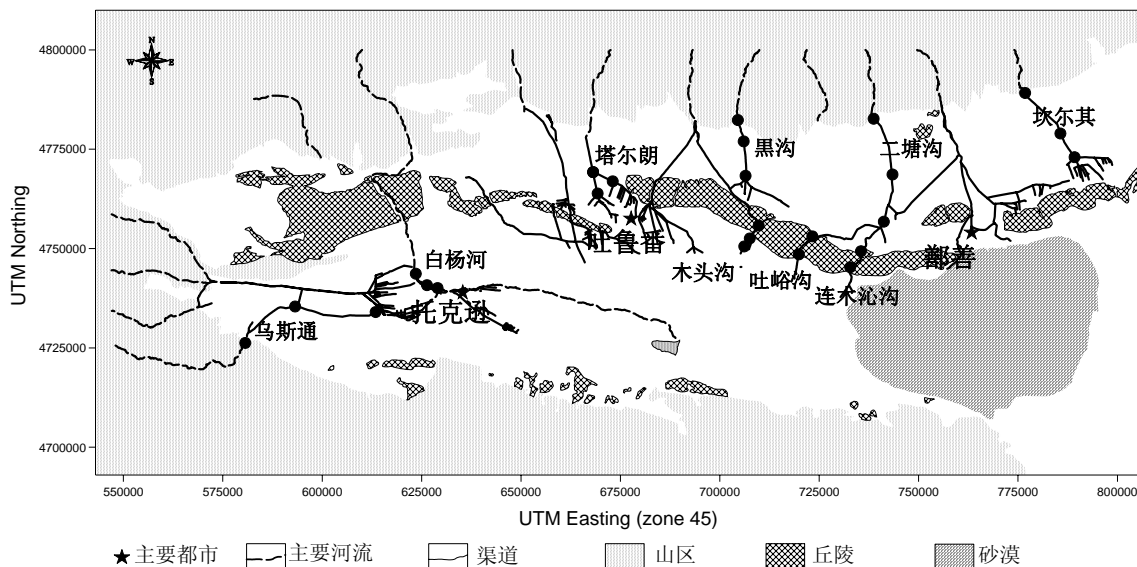 N
W E
S
4800000
4775000
4750000
4725000
4700000
UTM Northing
坎尔其
塔尔朗
黑沟
二塘沟
吐鲁番
鄯善
白杨河
木头沟
吐峪沟
连木沁沟
托克逊
乌斯通
550000 575000 600000 625000 650000 675000 700000 725000 750000 775000 800000
UTM Easting (zone 45)
主要都市 主要河流 渠道 山区 丘陵 砂漠